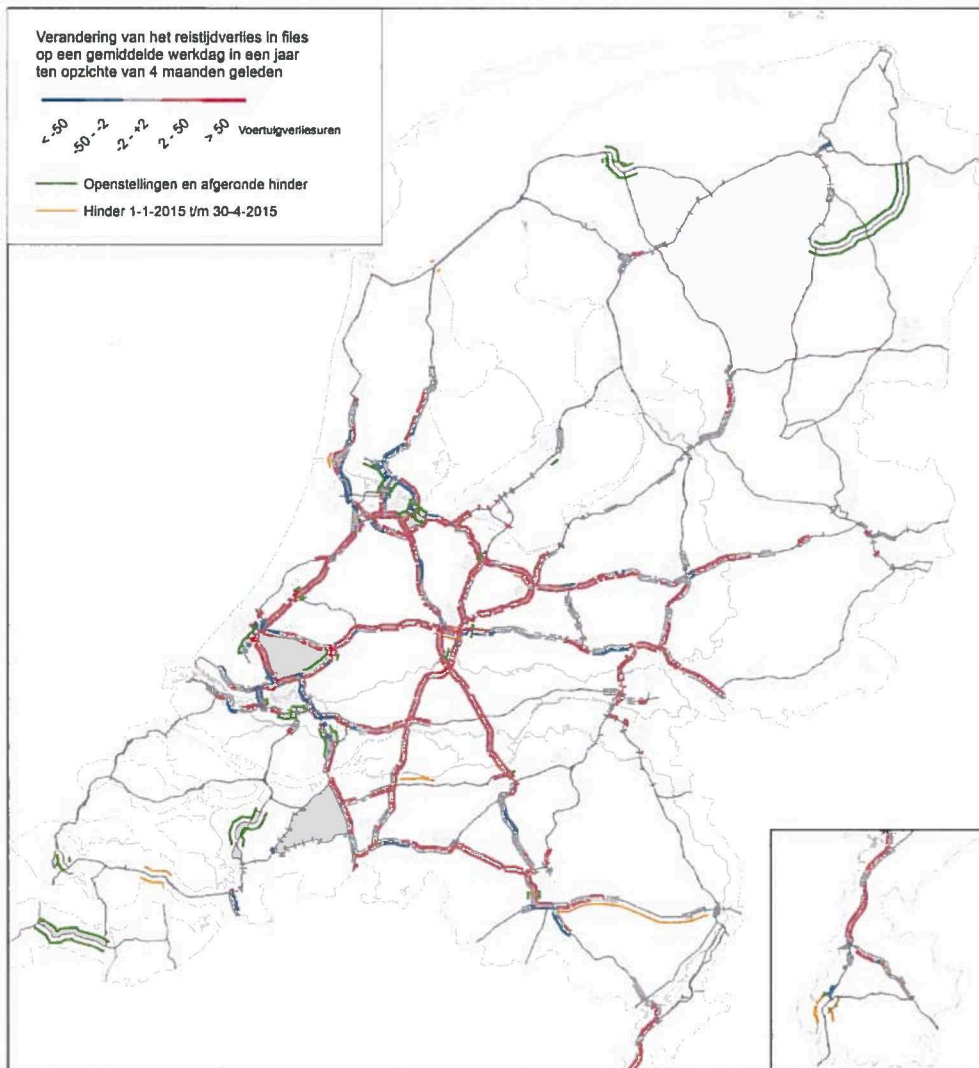 Verandering van het reistijdverlies in files
op een gemiddelde werkdag in een jaar
ten opzichte van 4 maanden geleden
< -50
-50 - -2
-2 - +2
2 - 50
> 50
Voertuigverliesuren
Openstellingen en afgeronde hinder
Hinder 1-1-2015 t/m 30-4-2015